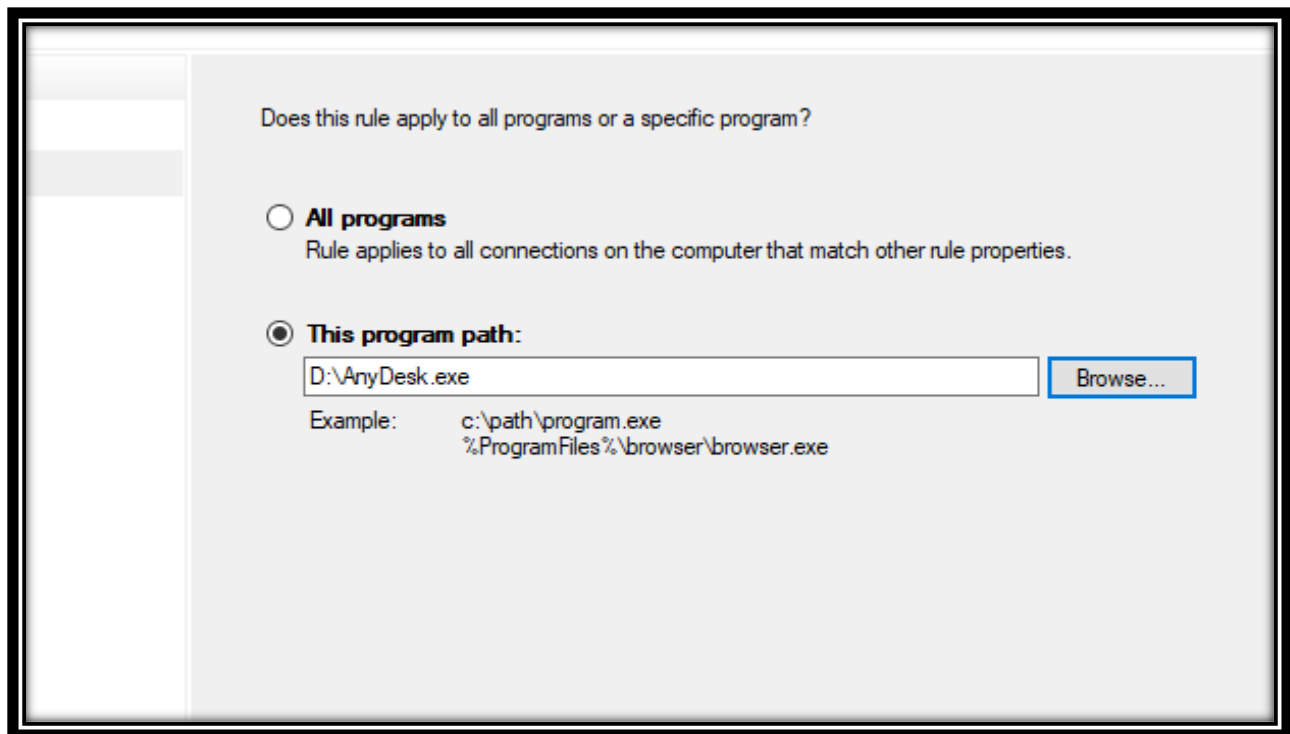 Does this rule apply to all programs or a specific program?
All programs
Rule applies to all connections on the computer that match other rule properties.
This program path:
D:\AnyDesk.exe
Browse...
Example: c:\path\program.exe
%ProgramFiles%\browser\browser.exe